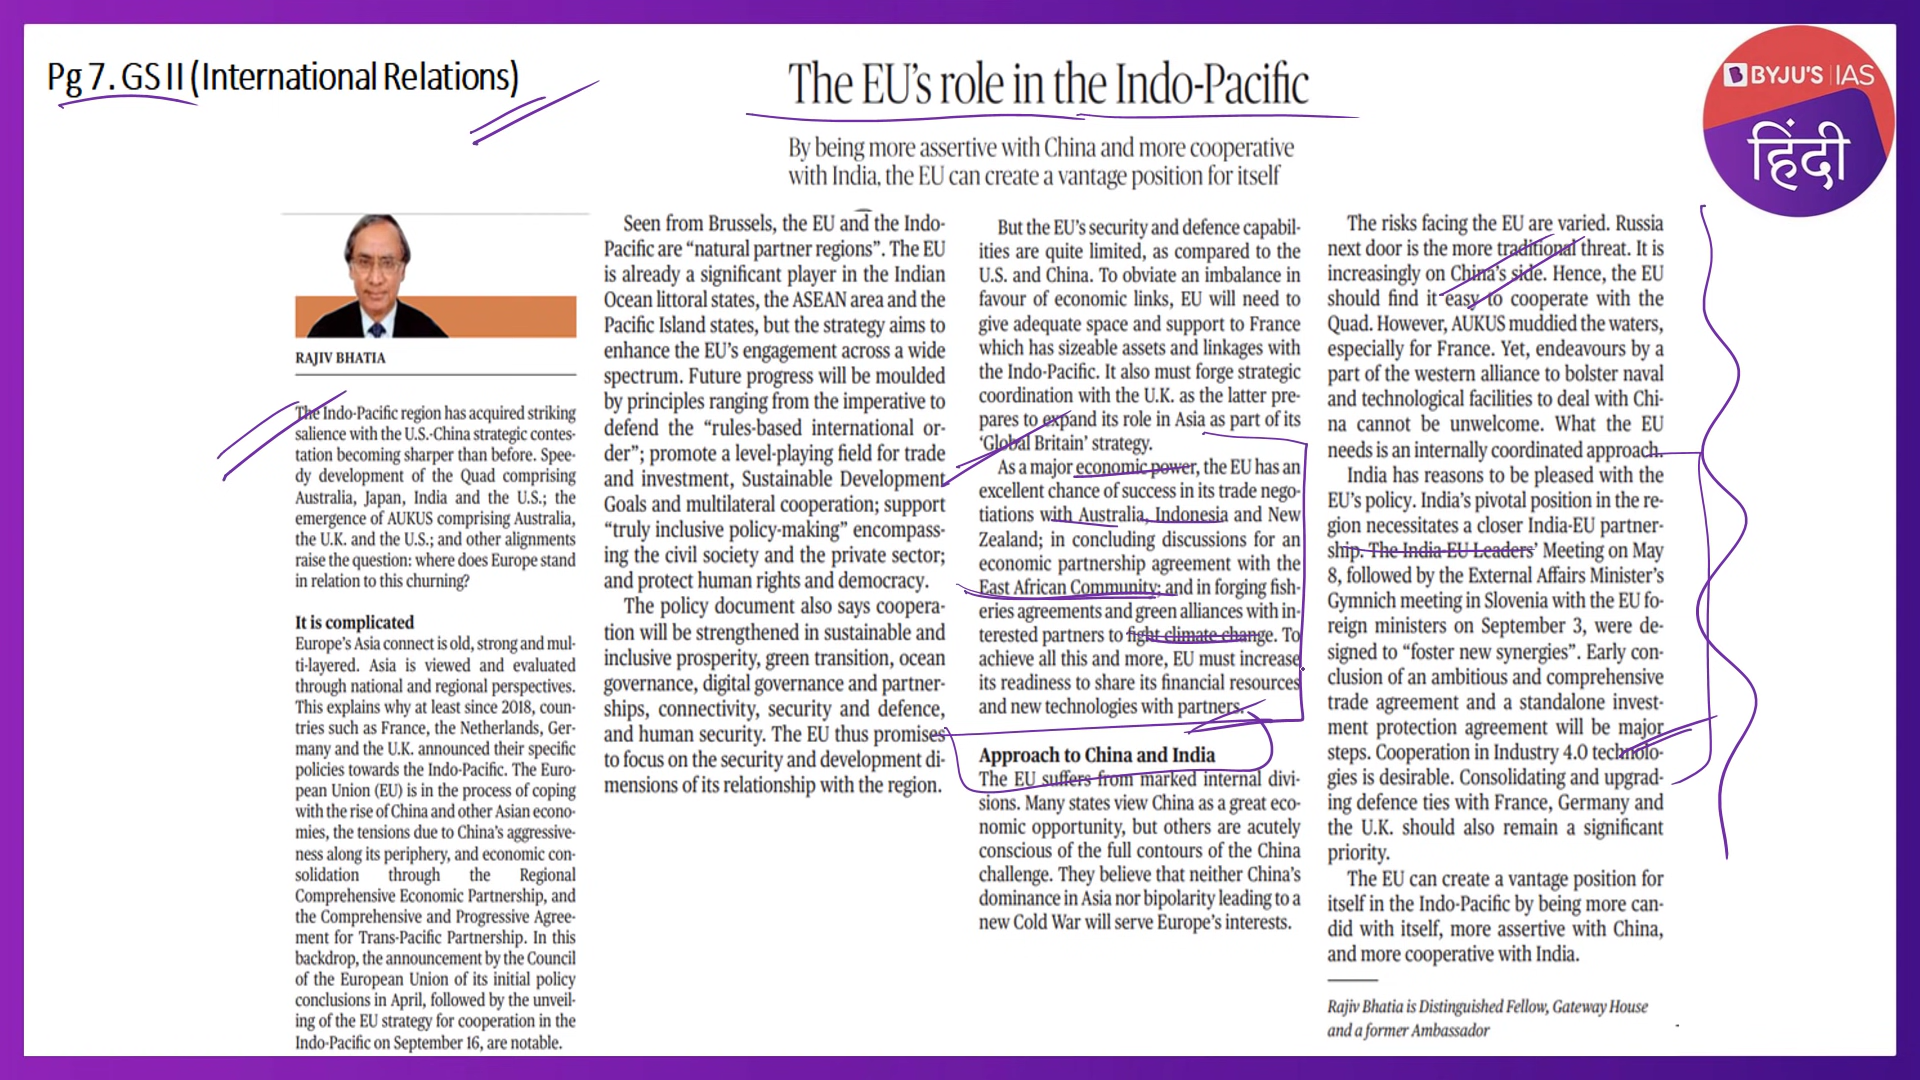 Pg 7. GS II (International Relations)
The EU's role in the Indo-Pacific
By being more assertive with China and more cooperative
with India, the EU can create a vantage position for itself
BYJU'S IAS
हिंदी
RAJIV BHATIA
The Indo-Pacific region has acquired striking
salience with the U.S.-China strategic contes-
tation becoming sharper than before. Spee-
dy development of the Quad comprising
Australia, Japan, India and the U.S.; the
emergence of AUKUS comprising Australia,
the U.K. and the U.S.; and other alignments
raise the question: where does Europe stand
in relation to this churning?
It is complicated
Europe's Asia connect is old, strong and mul-
ti-layered. Asia is viewed and evaluated
through national and regional perspectives.
This explains why at least since 2018, coun-
tries such as France, the Netherlands, Ger-
many and the U.K. announced their specific
policies towards the Indo-Pacific. The Euro-
pean Union (EU) is in the process of coping
with the rise of China and other Asian econo-
mies, the tensions due to China's aggressive-
ness along its periphery, and economic con-
solidation through the Regional
Comprehensive Economic Partnership, and
the Comprehensive and Progressive Agree-
ment for Trans-Pacific Partnership. In this
backdrop, the announcement by the Council
of the European Union of its initial policy
conclusions in April, followed by the unveil-
ing of the EU strategy for cooperation in the
Indo-Pacific on September 16, are notable.
Seen from Brussels, the EU and the Indo-
Pacific are “natural partner regions”. The EU
is already a significant player in the Indian
Ocean littoral states, the ASEAN area and the
Pacific Island states, but the strategy aims to
enhance the EU's engagement across a wide
spectrum. Future progress will be moulded
by principles ranging from the imperative to
defend the “rules-based international or-
der”; promote a level-playing field for trade
and investment, Sustainable Development
Goals and multilateral cooperation; support
“truly inclusive policy-making” encompass-
ing the civil society and the private sector;
and protect human rights and democracy.
The policy document also says coopera-
tion will be strengthened in sustainable and
inclusive prosperity, green transition, ocean
governance, digital governance and partner-
ships, connectivity, security and defence,
and human security. The EU thus promises
to focus on the security and development di-
mensions of its relationship with the region.
But the EU's security and defence capabil-
ities are quite limited, as compared to the
U.S. and China. To obviate an imbalance in
favour of economic links, EU will need to
give adequate space and support to France
which has sizeable assets and linkages with
the Indo-Pacific. It also must forge strategic
coordination with the U.K. as the latter pre-
pares to expand its role in Asia as part of its
‘Global Britain’ strategy.
As a major economic power, the EU has an
excellent chance of success in its trade nego-
tiations with Australia, Indonesia and New
Zealand; in concluding discussions for an
economic partnership agreement with the
East African Community; and in forging fish-
eries agreements and green alliances with in-
terested partners to fight climate change. To
achieve all this and more, EU must increase
its readiness to share its financial resources
and new technologies with partners.
Approach to China and India
The EU suffers from marked internal divi-
sions. Many states view China as a great eco-
nomic opportunity, but others are acutely
conscious of the full contours of the China
challenge. They believe that neither China's
dominance in Asia nor bipolarity leading to a
new Cold War will serve Europe's interests.
The risks facing the EU are varied. Russia
next door is the more traditional threat. It is
increasingly on China's side. Hence, the EU
should find it easy to cooperate with the
Quad. However, AUKUS muddied the waters,
especially for France. Yet, endeavours by a
part of the western alliance to bolster naval
and technological facilities to deal with Chi-
na cannot be unwelcome. What the EU
needs is an internally coordinated approach.
India has reasons to be pleased with the
EU's policy. India's pivotal position in the re-
gion necessitates a closer India-EU partner-
ship. The India-EU Leaders’ Meeting on May
8, followed by the External Affairs Minister's
Gymnich meeting in Slovenia with the EU fo-
reign ministers on September 3, were de-
signed to “foster new synergies”. Early con-
clusion of an ambitious and comprehensive
trade agreement and a standalone invest-
ment protection agreement will be major
steps. Cooperation in Industry 4.0 technolo-
gies is desirable. Consolidating and upgrad-
ing defence ties with France, Germany and
the U.K. should also remain a significant
priority.
The EU can create a vantage position for
itself in the Indo-Pacific by being more can-
did with itself, more assertive with China,
and more cooperative with India.
Rajiv Bhatia is Distinguished Fellow, Gateway House
and a former Ambassador